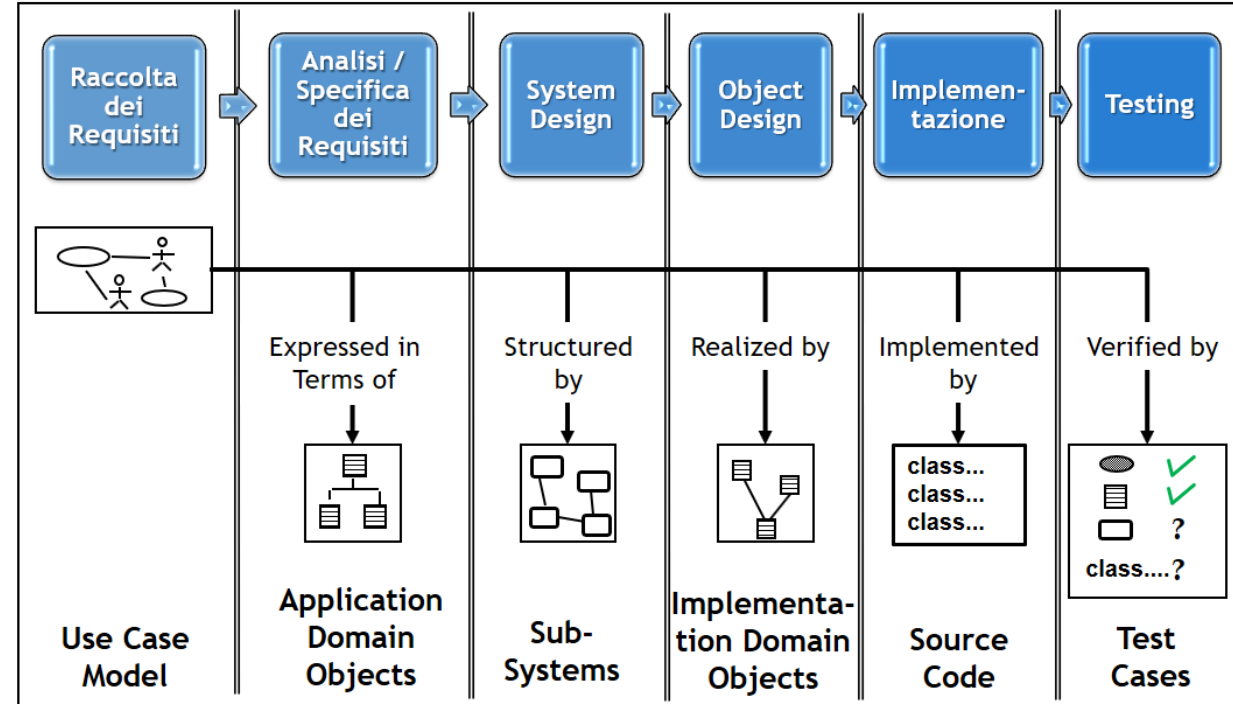 Raccolta
dei
Requisiti
Analisi /
Specifica
dei
Requisiti
System
Design
Object
Design
Implemen-
tazione
Testing
Expressed in
Terms of
Structured
by
Realized by
Implemented
by
Verified by
class...
class...
class...
?
class....?
Use Case
Model
Application
Domain
Objects
Sub-
Systems
Implementa-
tion Domain
Objects
Source
Code
Test
Cases